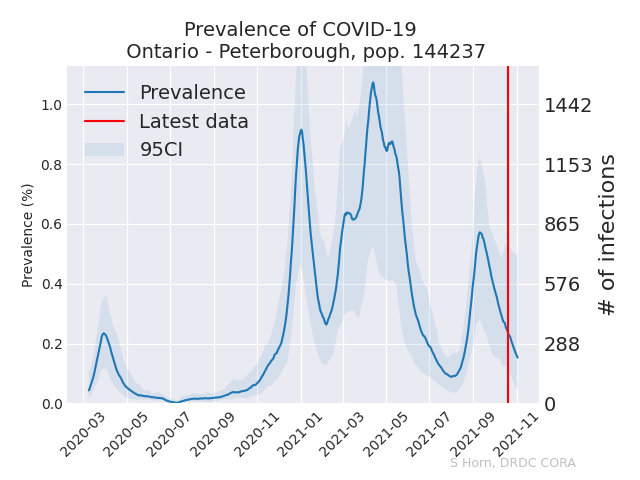 Prevalence of COVID-19
Ontario - Peterborough, pop. 144237
Prevalence
Latest data
95CI
Prevalence (%)
1.0
0.8
0.6
0.4
0.2
0.0
1442
1153
865
576
288
0
# of infections
2020-03
2020-05
2020-07
2020-09
2020-11
2021-01
2021-03
2021-05
2021-07
2021-09
2021-11
S Horn, DRDC CORA